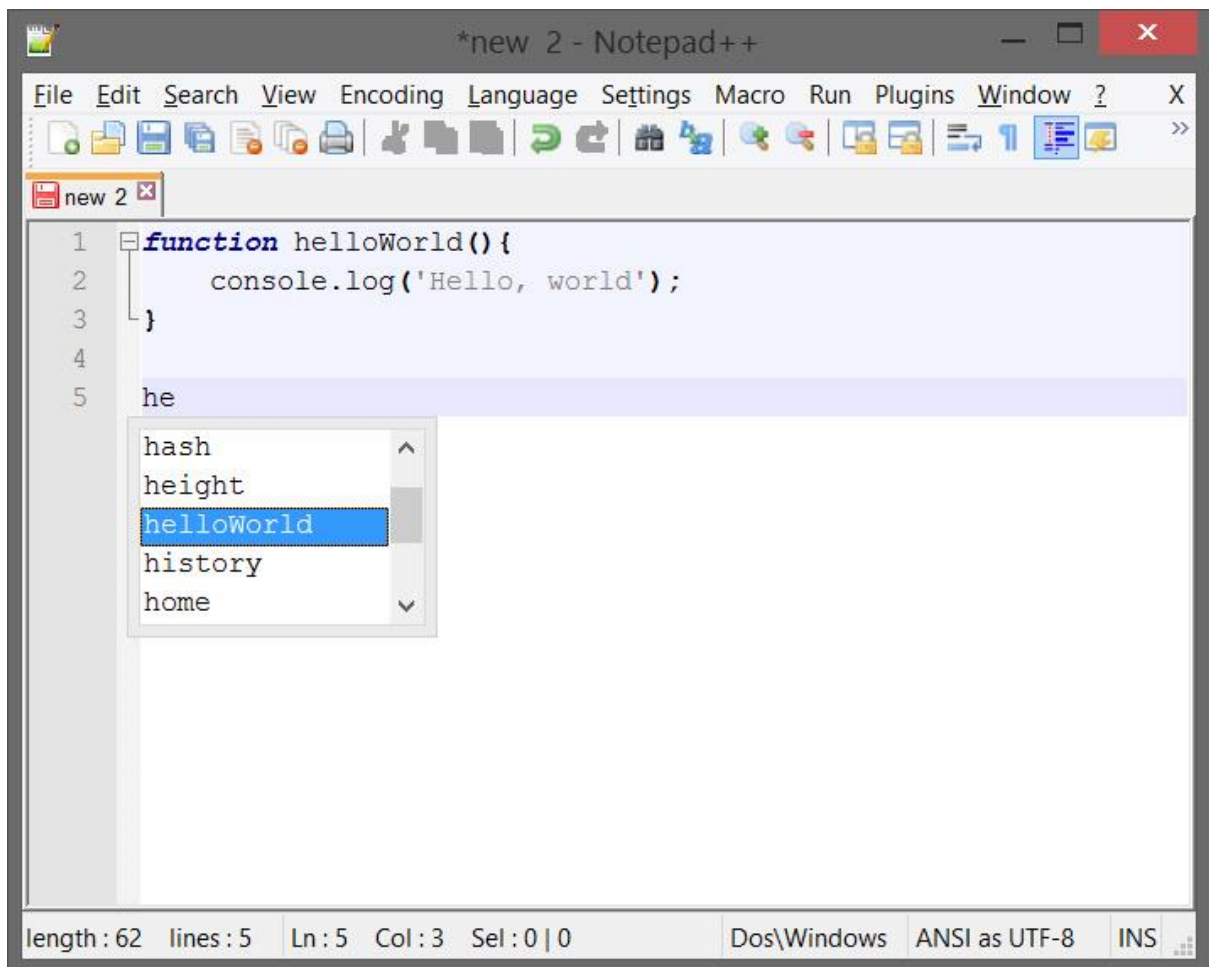 *new 2 - Notepad++
File Edit Search View Encoding Language Settings Macro Run Plugins Window ? X
new 2
1 function helloWorld(){
2     console.log('Hello, world');
3 }
4
5 he
hash
height
helloWorld
history
home
length : 62 lines : 5 Ln : 5 Col : 3 Sel : 0 | 0 Dos\Windows ANSI as UTF-8 INS